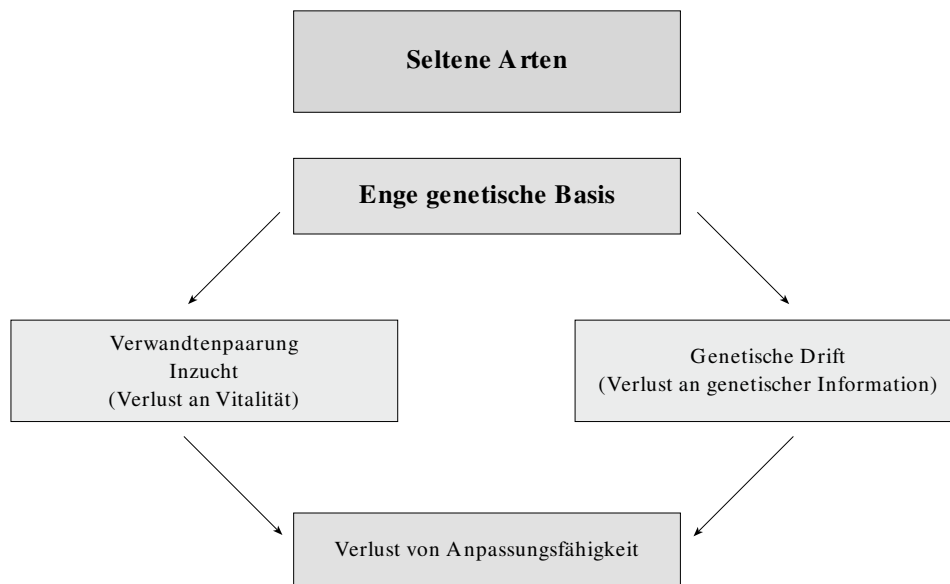 Seltene Arten
Enge genetische Basis
Verwandtenpaarung
Inzucht
(Verlust an Vitalität)
Genetische Drift
(Verlust an genetischer Information)
Verlust von Anpassungsfähigkeit